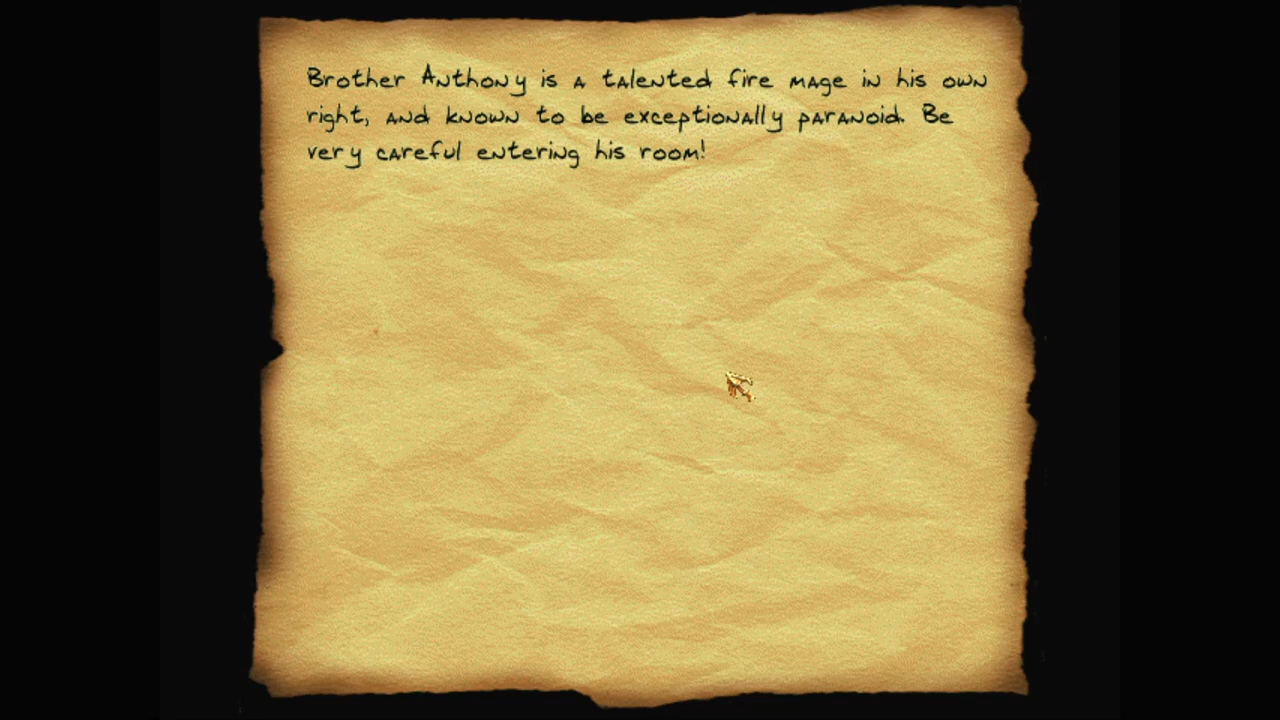 Brother Anthony is a talented fire mage in his own
right, and known to be exceptionally paranoid. Be
very careful entering his room!